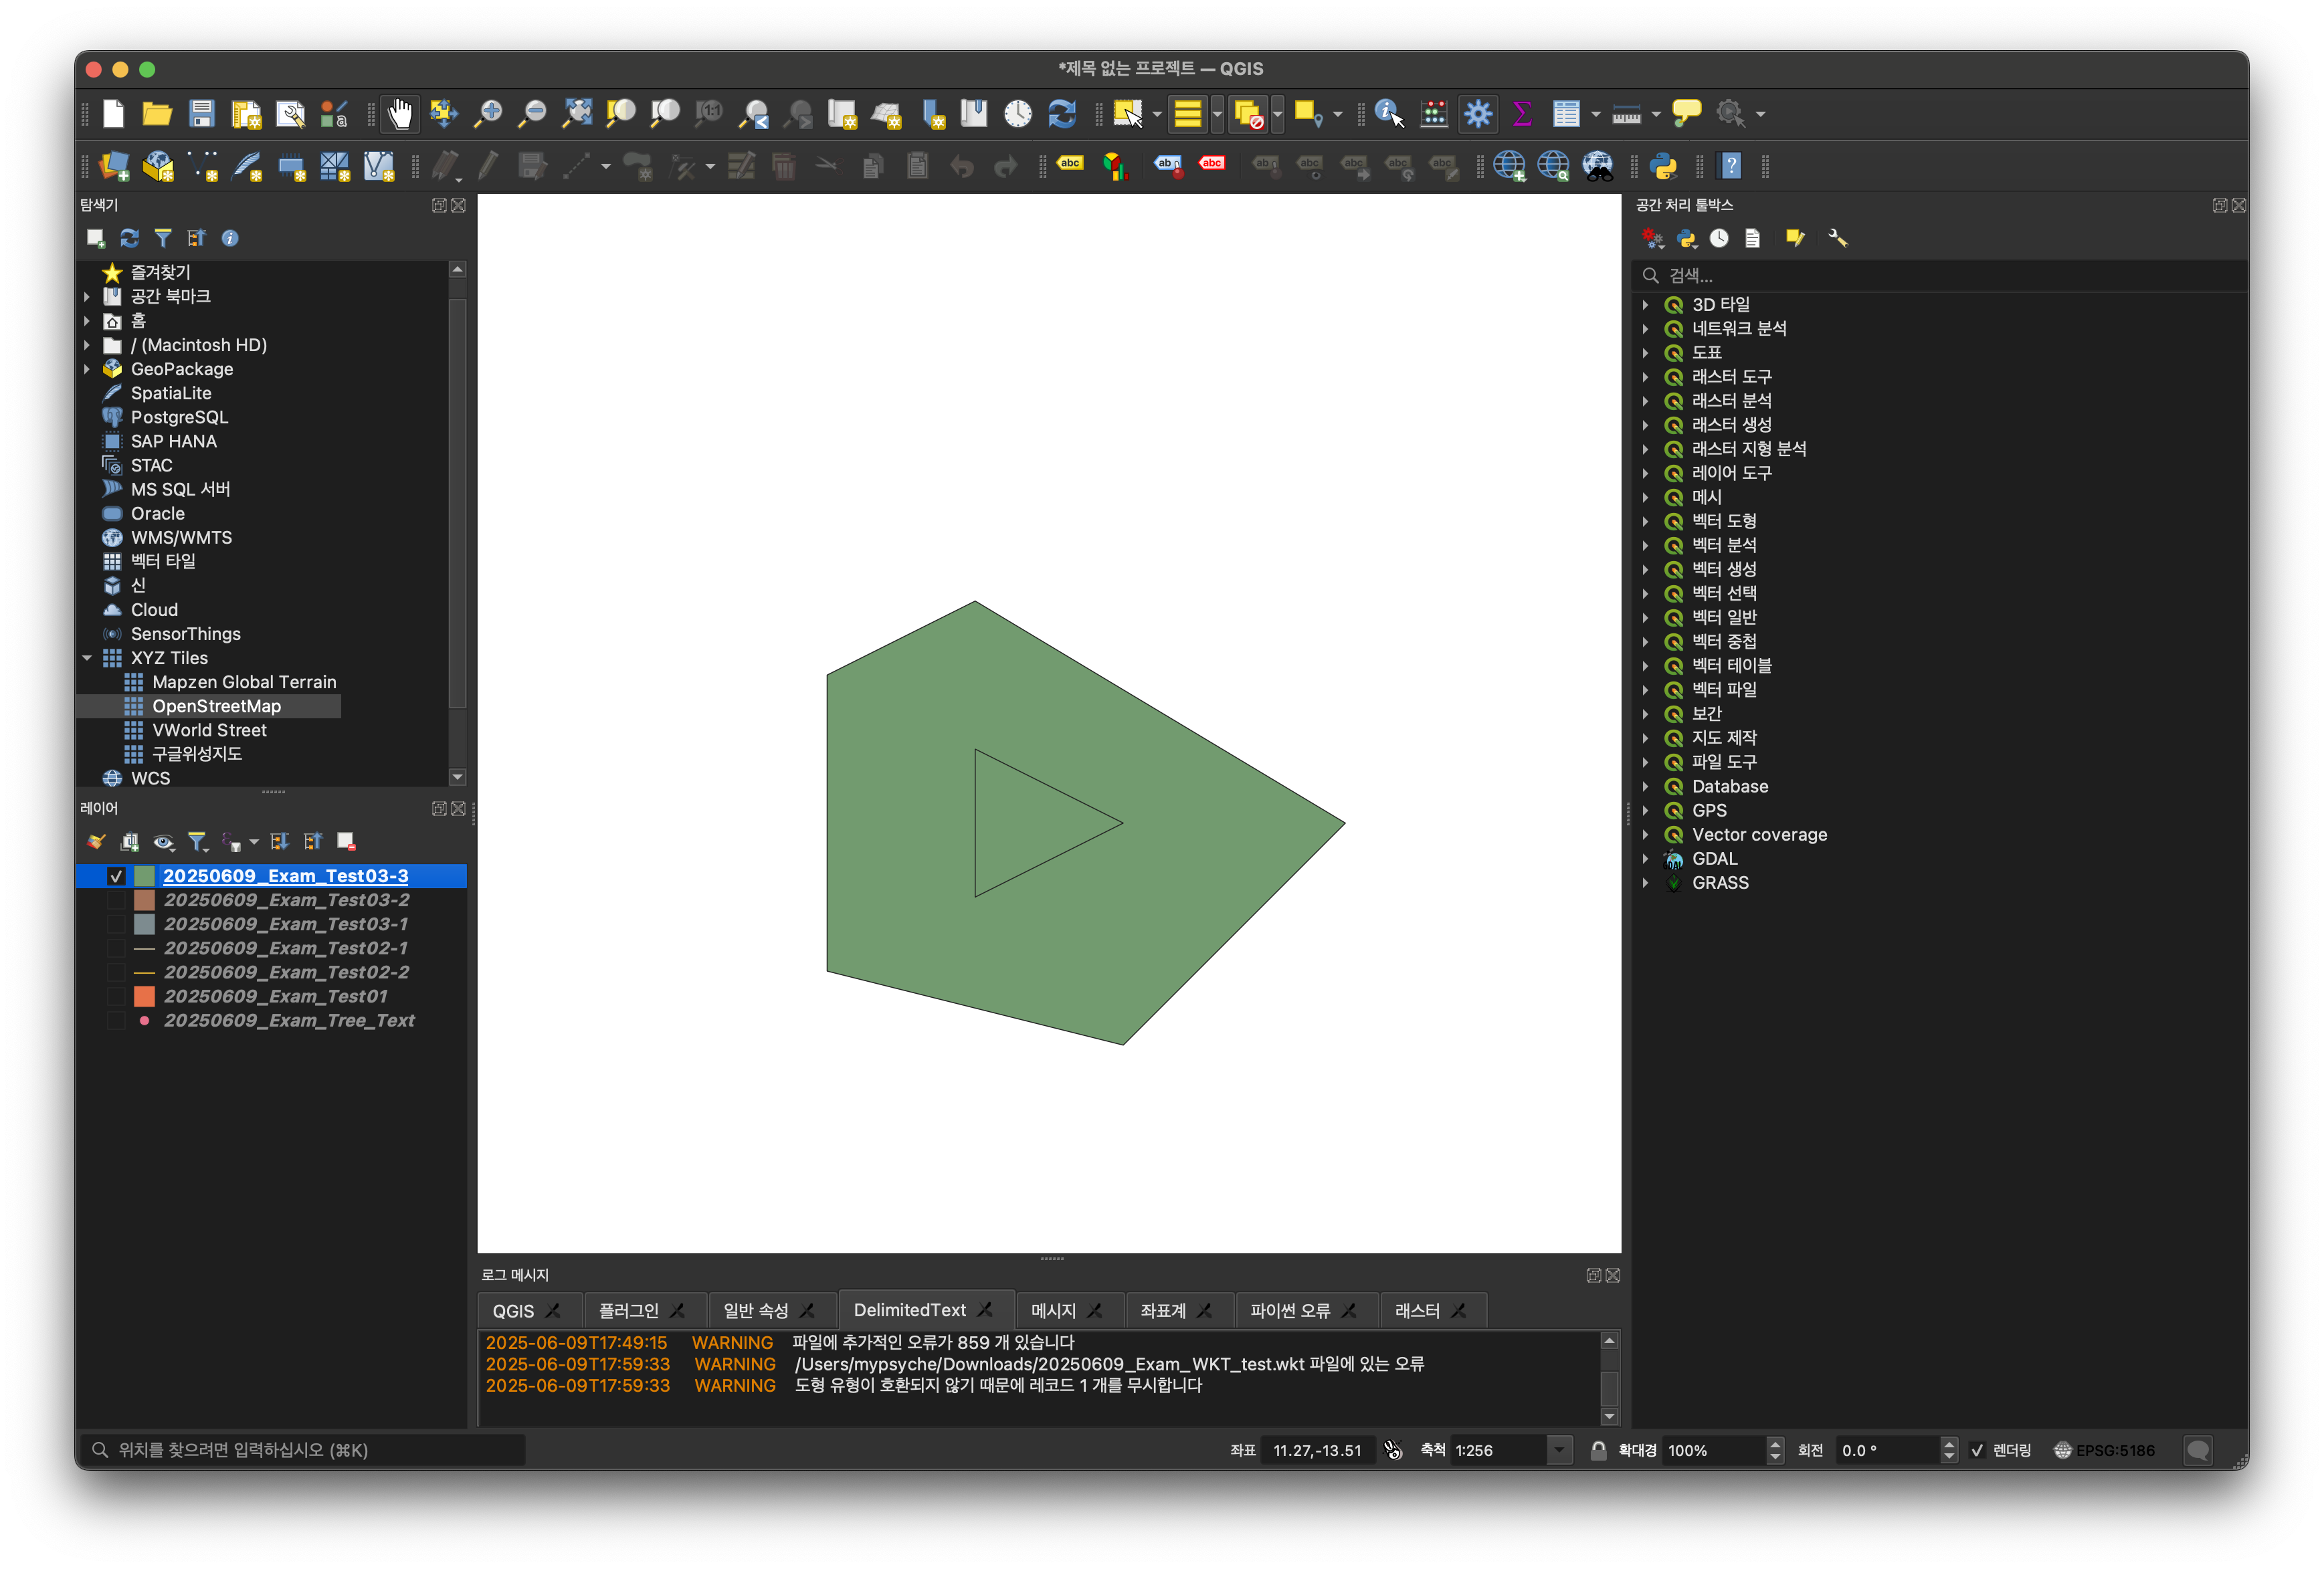 *제목 없는 프로젝트 — QGIS
a
1:1
abc
ab
abc
ab
abc
abc
abc
abc
탐색기
즐겨찾기
공간 북마크
홈
/ (Macintosh HD)
GeoPackage
SpatiaLite
PostgreSQL
SAP HANA
STAC
MS SQL 서버
Oracle
WMS/WMTS
벡터 타일
신
Cloud
SensorThings
XYZ Tiles
Mapzen Global Terrain
OpenStreetMap
VWorld Street
구글위성지도
WCS
레이어
20250609_Exam_Test03-3
20250609_Exam_Test03-2
20250609_Exam_Test03-1
20250609_Exam_Test02-1
20250609_Exam_Test02-2
20250609_Exam_Test01
20250609_Exam_Tree_Text
로그 메시지
QGIS 플러그인 일반 속성 DelimitedText 메시지 좌표계 파이썬 오류 래스터
2025-06-09T17:49:15 WARNING 파일에 추가적인 오류가 859 개 있습니다
2025-06-09T17:59:33 WARNING /Users/mypsyche/Downloads/20250609_Exam_WKT_test.wkt 파일에 있는 오류
2025-06-09T17:59:33 WARNING 도형 유형이 호환되지 않기 때문에 레코드 1 개를 무시합니다
공간 처리 툴박스
검색...
3D 타일
네트워크 분석
도표
래스터 도구
래스터 분석
래스터 생성
래스터 지형 분석
레이어 도구
메시
벡터 도형
벡터 분석
벡터 생성
벡터 선택
벡터 일반
벡터 중첩
벡터 테이블
벡터 파일
보간
지도 제작
파일 도구
Database
GPS
Vector coverage
GDAL
GRASS
위치를 찾으려면 입력하십시오 (⌘K)
좌표 11.27,-13.51 축척 1:256 확대경 100% 회전 0.0 ° 렌더링 EPSG:5186